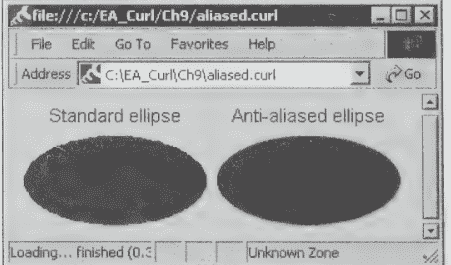 file:///c:/EA_Curl/Ch9/aliased.curl
File Edit Go To Favorites Help
Address C:\EA_Curl\Ch9\aliased.curl Go
Standard ellipse Anti-aliased ellipse
Loading... finished (0.3 Unknown Zone